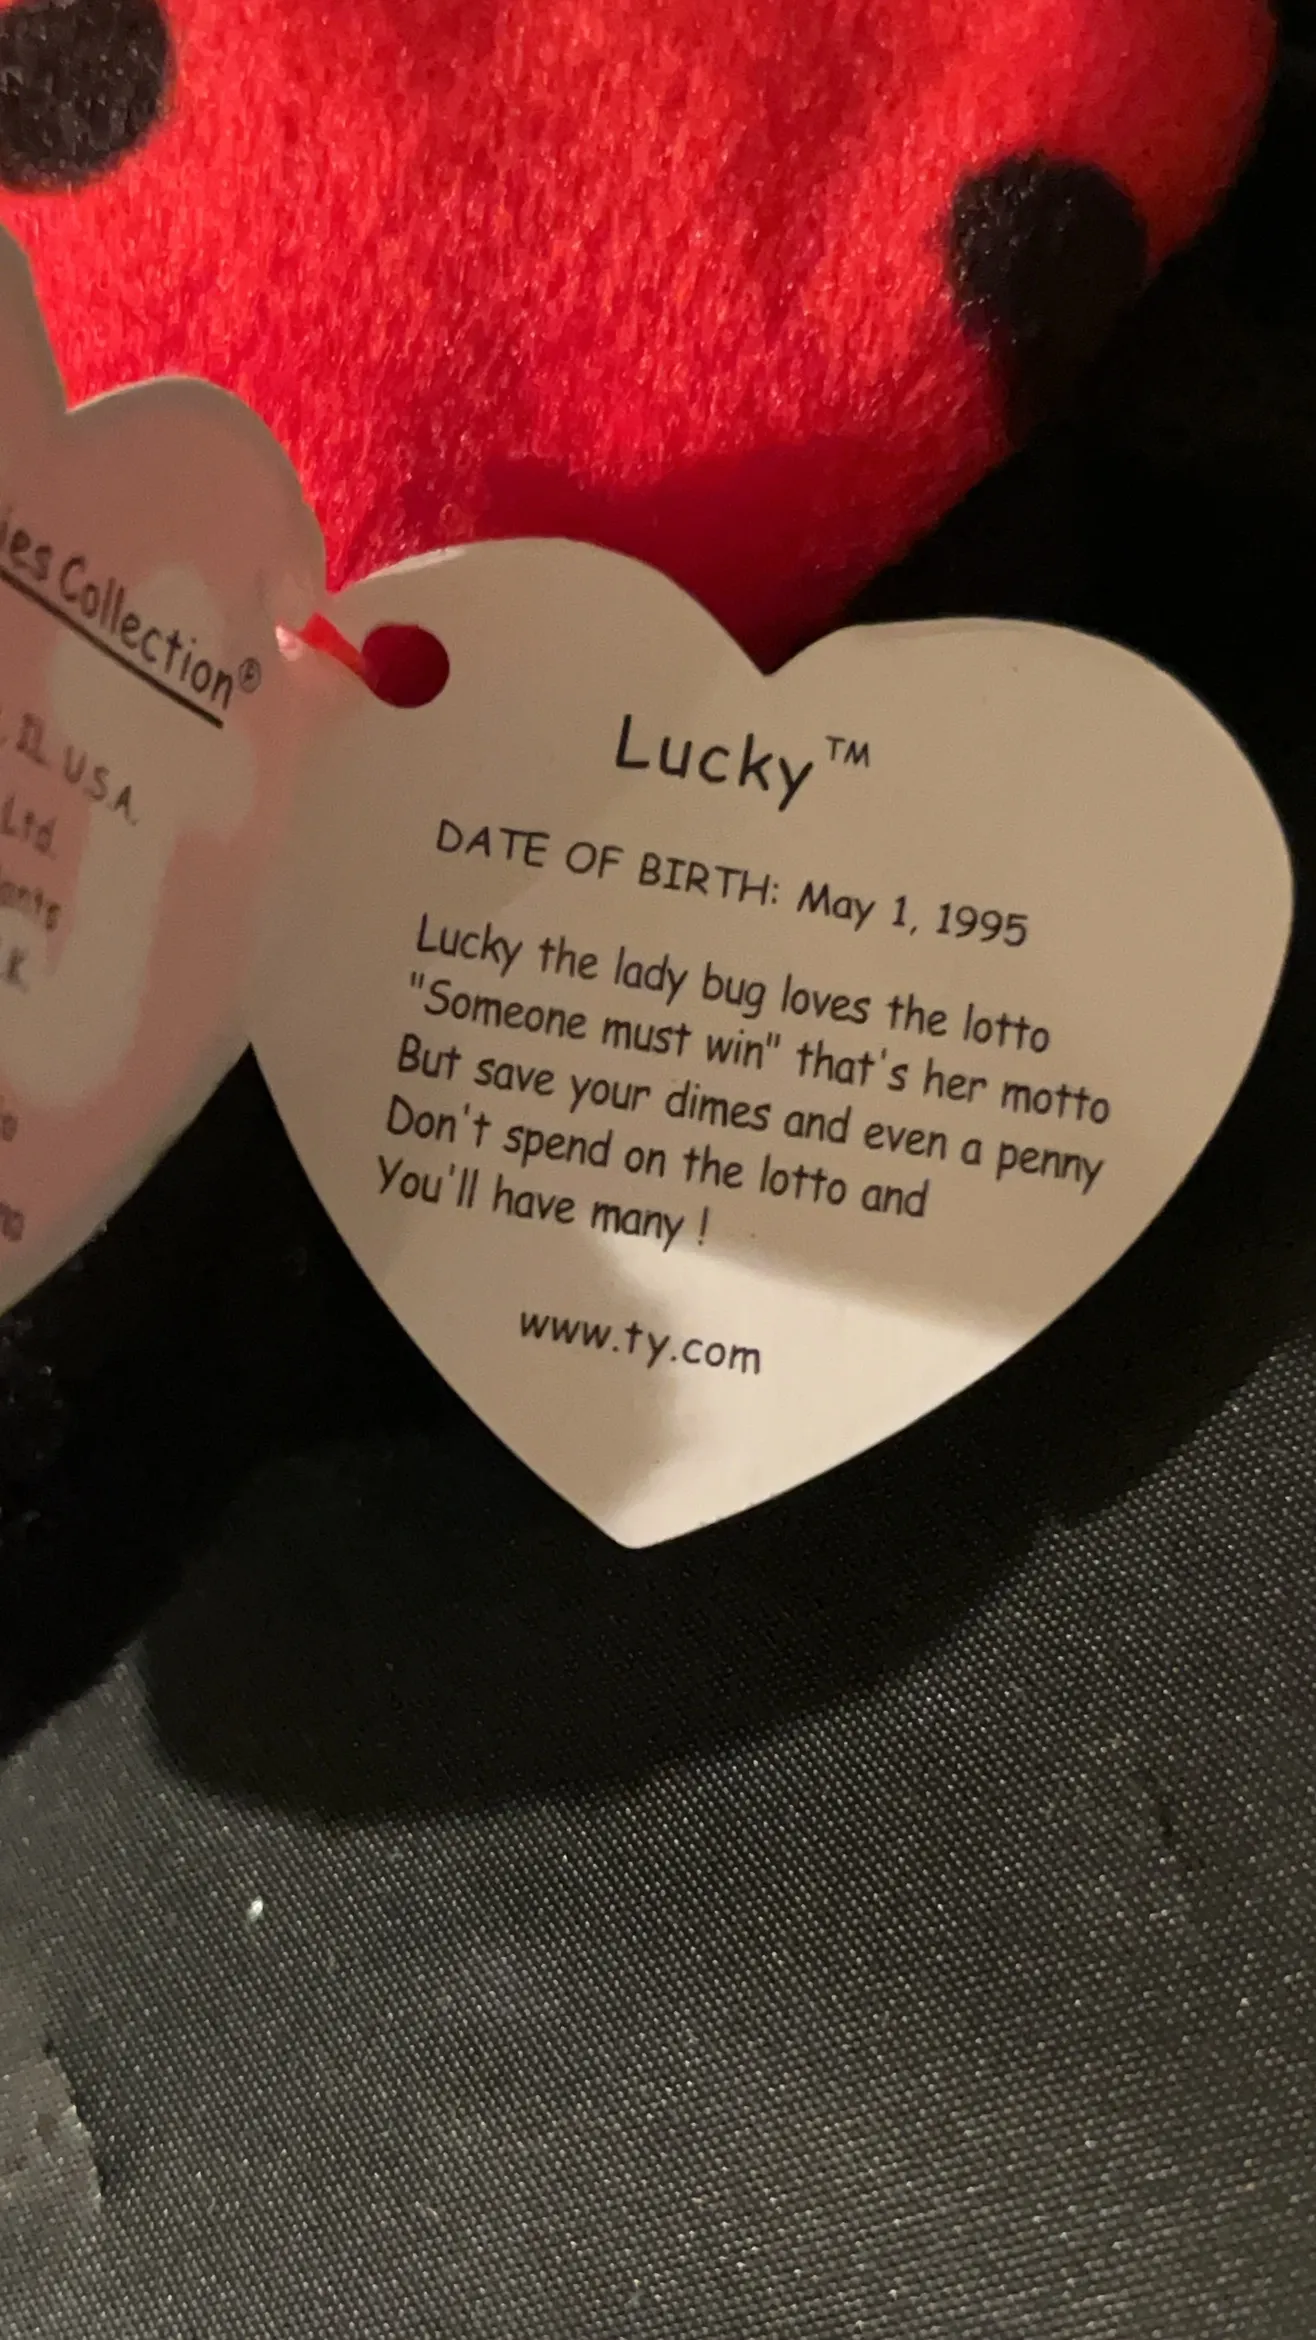 ies Collection®
, IL U.S.A.
Ltd.
ants
.K.
Lucky™
DATE OF BIRTH: May 1, 1995
Lucky the lady bug loves the lotto
"Someone must win" that's her motto
But save your dimes and even a penny
Don't spend on the lotto and
You'll have many !
www.ty.com